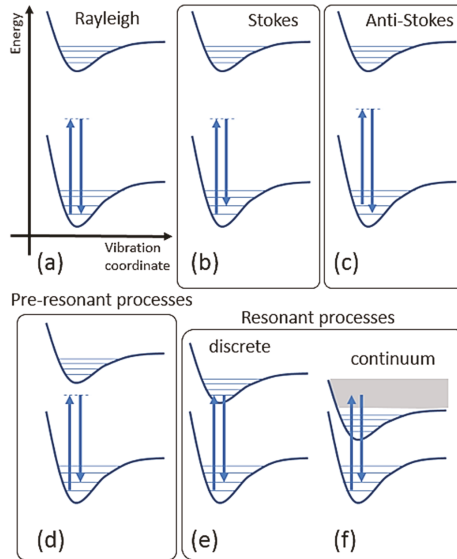 Energy
Rayleigh
Stokes
Anti-Stokes
(a)
Vibration
coordinate
(b)
(c)
Pre-resonant processes
Resonant processes
discrete
continuum
(d)
(e)
(f)